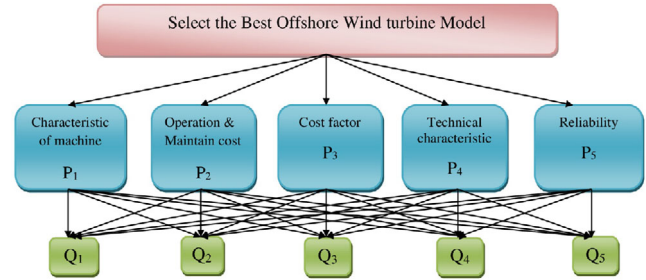 Select the Best Offshore Wind turbine Model
Characteristic
of machine
P1
Operation &
Maintain cost
P2
Cost factor
P3
Technical
characteristic
P4
Reliability
P5
Q1
Q2
Q3
Q4
Q5